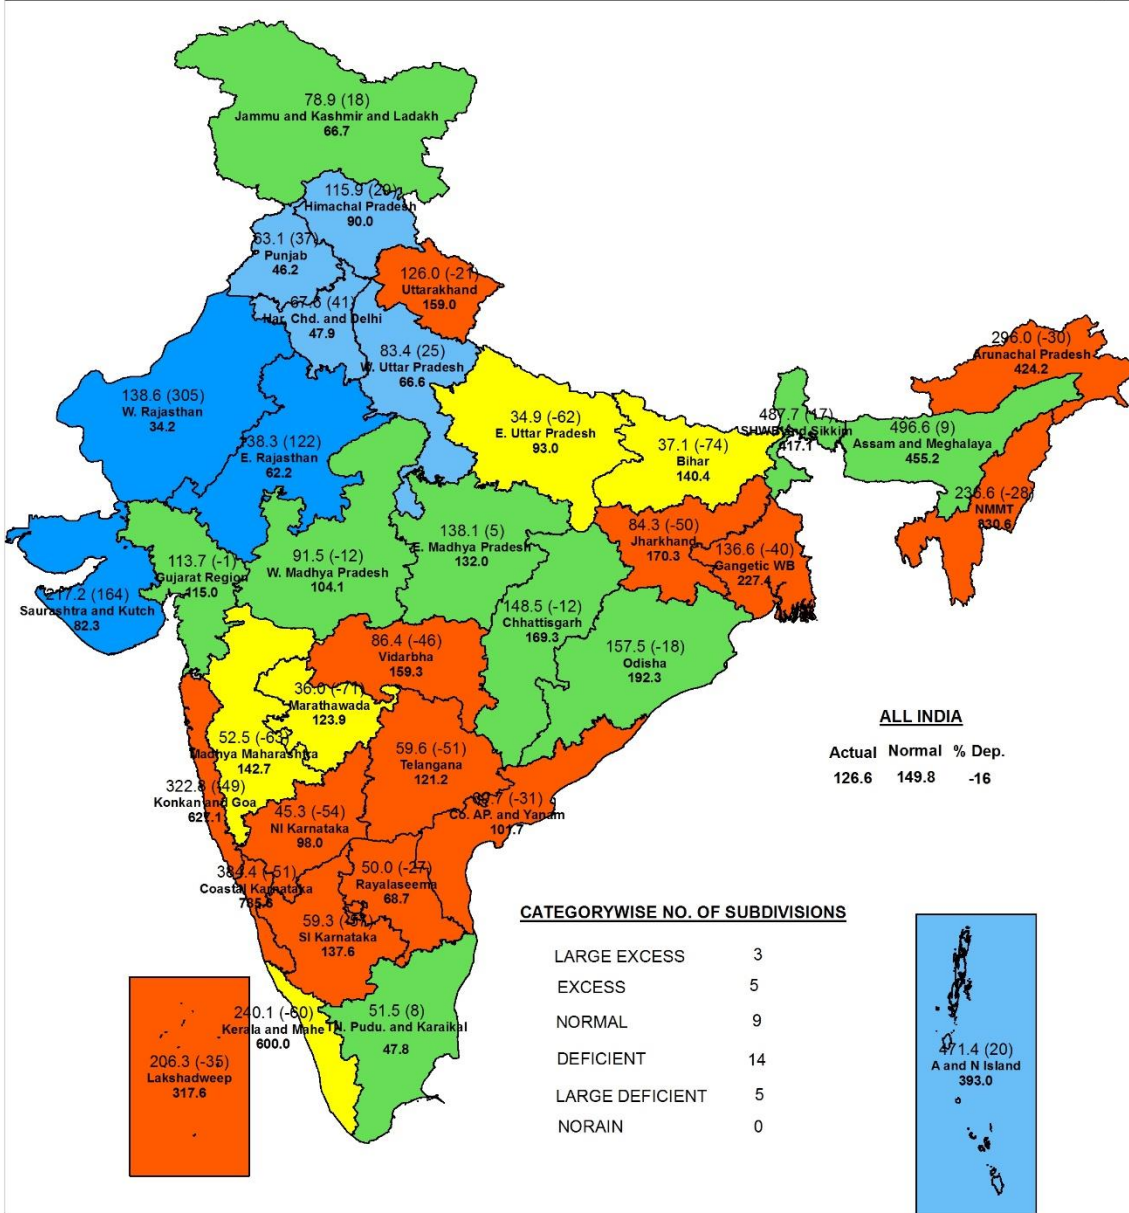 78.9 (18)
Jammu and Kashmir and Ladakh
66.7
115.9 (29)
Himachal Pradesh
90.0
63.1 (37)
Punjab
46.2
126.0 (-21)
Uttarakhand
159.0
67.6 (41)
Har. Chd. and Delhi
47.9
83.4 (25)
W. Uttar Pradesh
66.6
296.0 (-30)
Arunachal Pradesh
424.2
138.6 (305)
W. Rajasthan
34.2
138.3 (122)
E. Rajasthan
62.2
34.9 (-62)
E. Uttar Pradesh
93.0
37.1 (-74)
Bihar
140.4
487.7 (17)
SHWB and Sikkim
417.1
496.6 (9)
Assam and Meghalaya
455.2
236.6 (-28)
NMMT
330.6
217.2 (164)
Saurashtra and Kutch
82.3
113.7 (-1)
Gujarat Region
115.0
91.5 (-12)
W. Madhya Pradesh
104.1
138.1 (5)
E. Madhya Pradesh
132.0
84.3 (-50)
Jharkhand
170.3
136.6 (-40)
Gangetic WB
227.4
148.5 (-12)
Chhattisgarh
169.3
157.5 (-18)
Odisha
192.3
86.4 (-46)
Vidarbha
159.3
36.0 (-71)
Marathawada
123.9
52.5 (-63)
Madhya Maharashtra
142.7
59.6 (-51)
Telangana
121.2
322.8 (-49)
Konkan and Goa
627.1
45.3 (-54)
NI Karnataka
98.0
(-31)
Co. AP. and Yanam
101.7
384.4 (-51)
Coastal Karnataka
785.6
50.0 (-27)
Rayalaseema
68.7
59.3 (-57)
SI Karnataka
137.6
240.1 (-60)
Kerala and Mahe
600.0
51.5 (8)
TN. Pudu. and Karaikal
47.8
206.3 (-35)
Lakshadweep
317.6
471.4 (20)
A and N Island
393.0
ALL INDIA
Actual Normal % Dep.
126.6 149.8 -16
CATEGORYWISE NO. OF SUBDIVISIONS
LARGE EXCESS 3
EXCESS 5
NORMAL 9
DEFICIENT 14
LARGE DEFICIENT 5
NORAIN 0